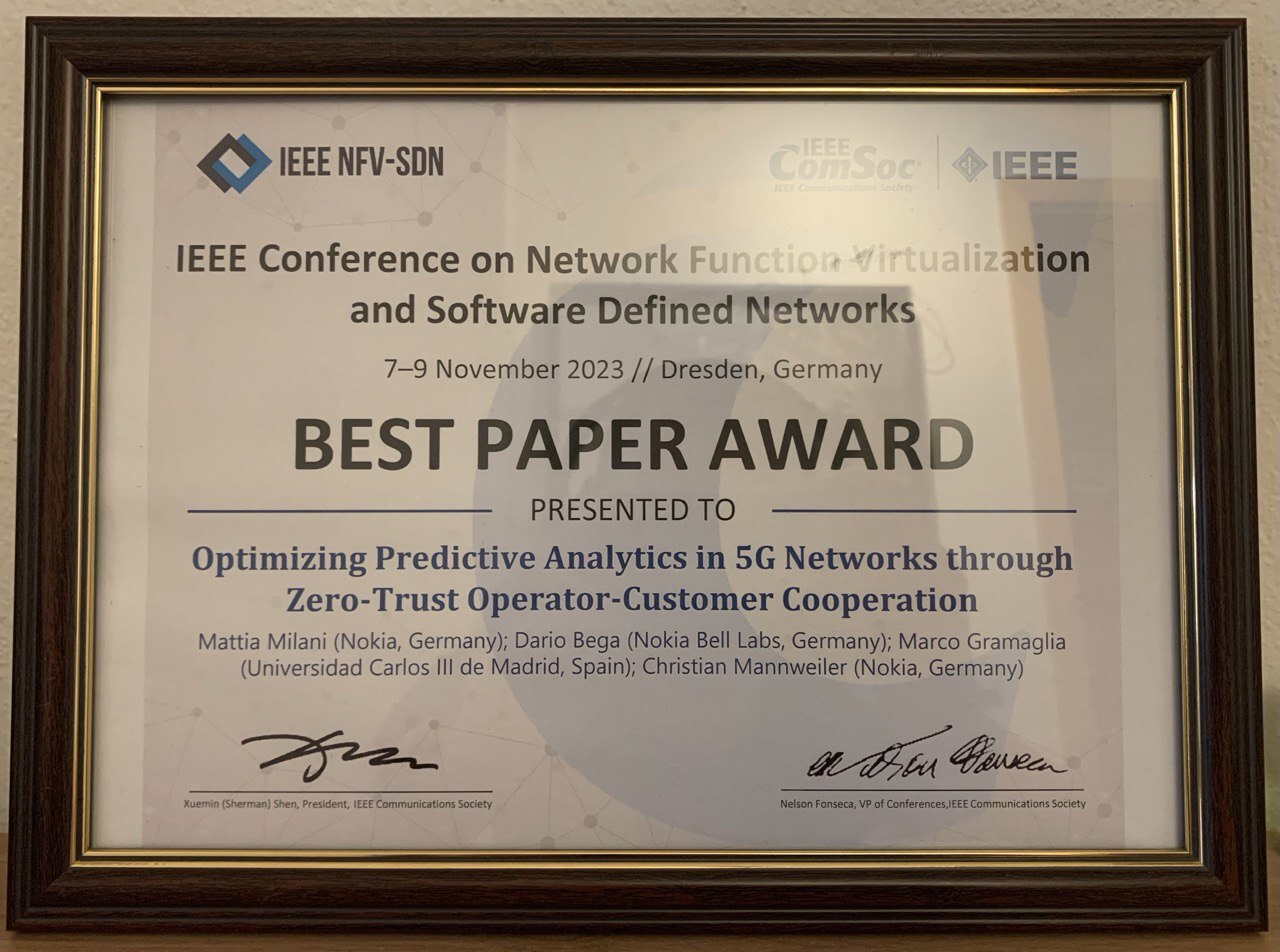 IEEE NFV-SDN
IEEE ComSoc
IEEE Communications Society
IEEE
IEEE Conference on Network Function Virtualization
and Software Defined Networks
7–9 November 2023 // Dresden, Germany
BEST PAPER AWARD
PRESENTED TO
Optimizing Predictive Analytics in 5G Networks through
Zero-Trust Operator-Customer Cooperation
Mattia Milani (Nokia, Germany); Dario Bega (Nokia Bell Labs, Germany); Marco Gramaglia
(Universidad Carlos III de Madrid, Spain); Christian Mannweiler (Nokia, Germany)
Xuemin (Sherman) Shen, President, IEEE Communications Society
Nelson Fonseca, VP of Conferences,IEEE Communications Society